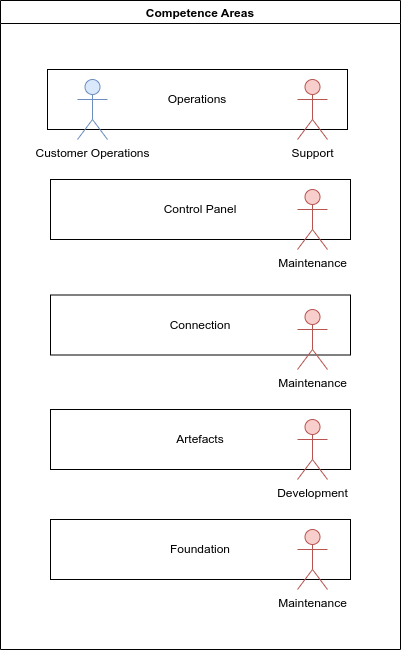 Competence Areas
Operations
Customer Operations
Support
Control Panel
Maintenance
Connection
Maintenance
Artefacts
Development
Foundation
Maintenance